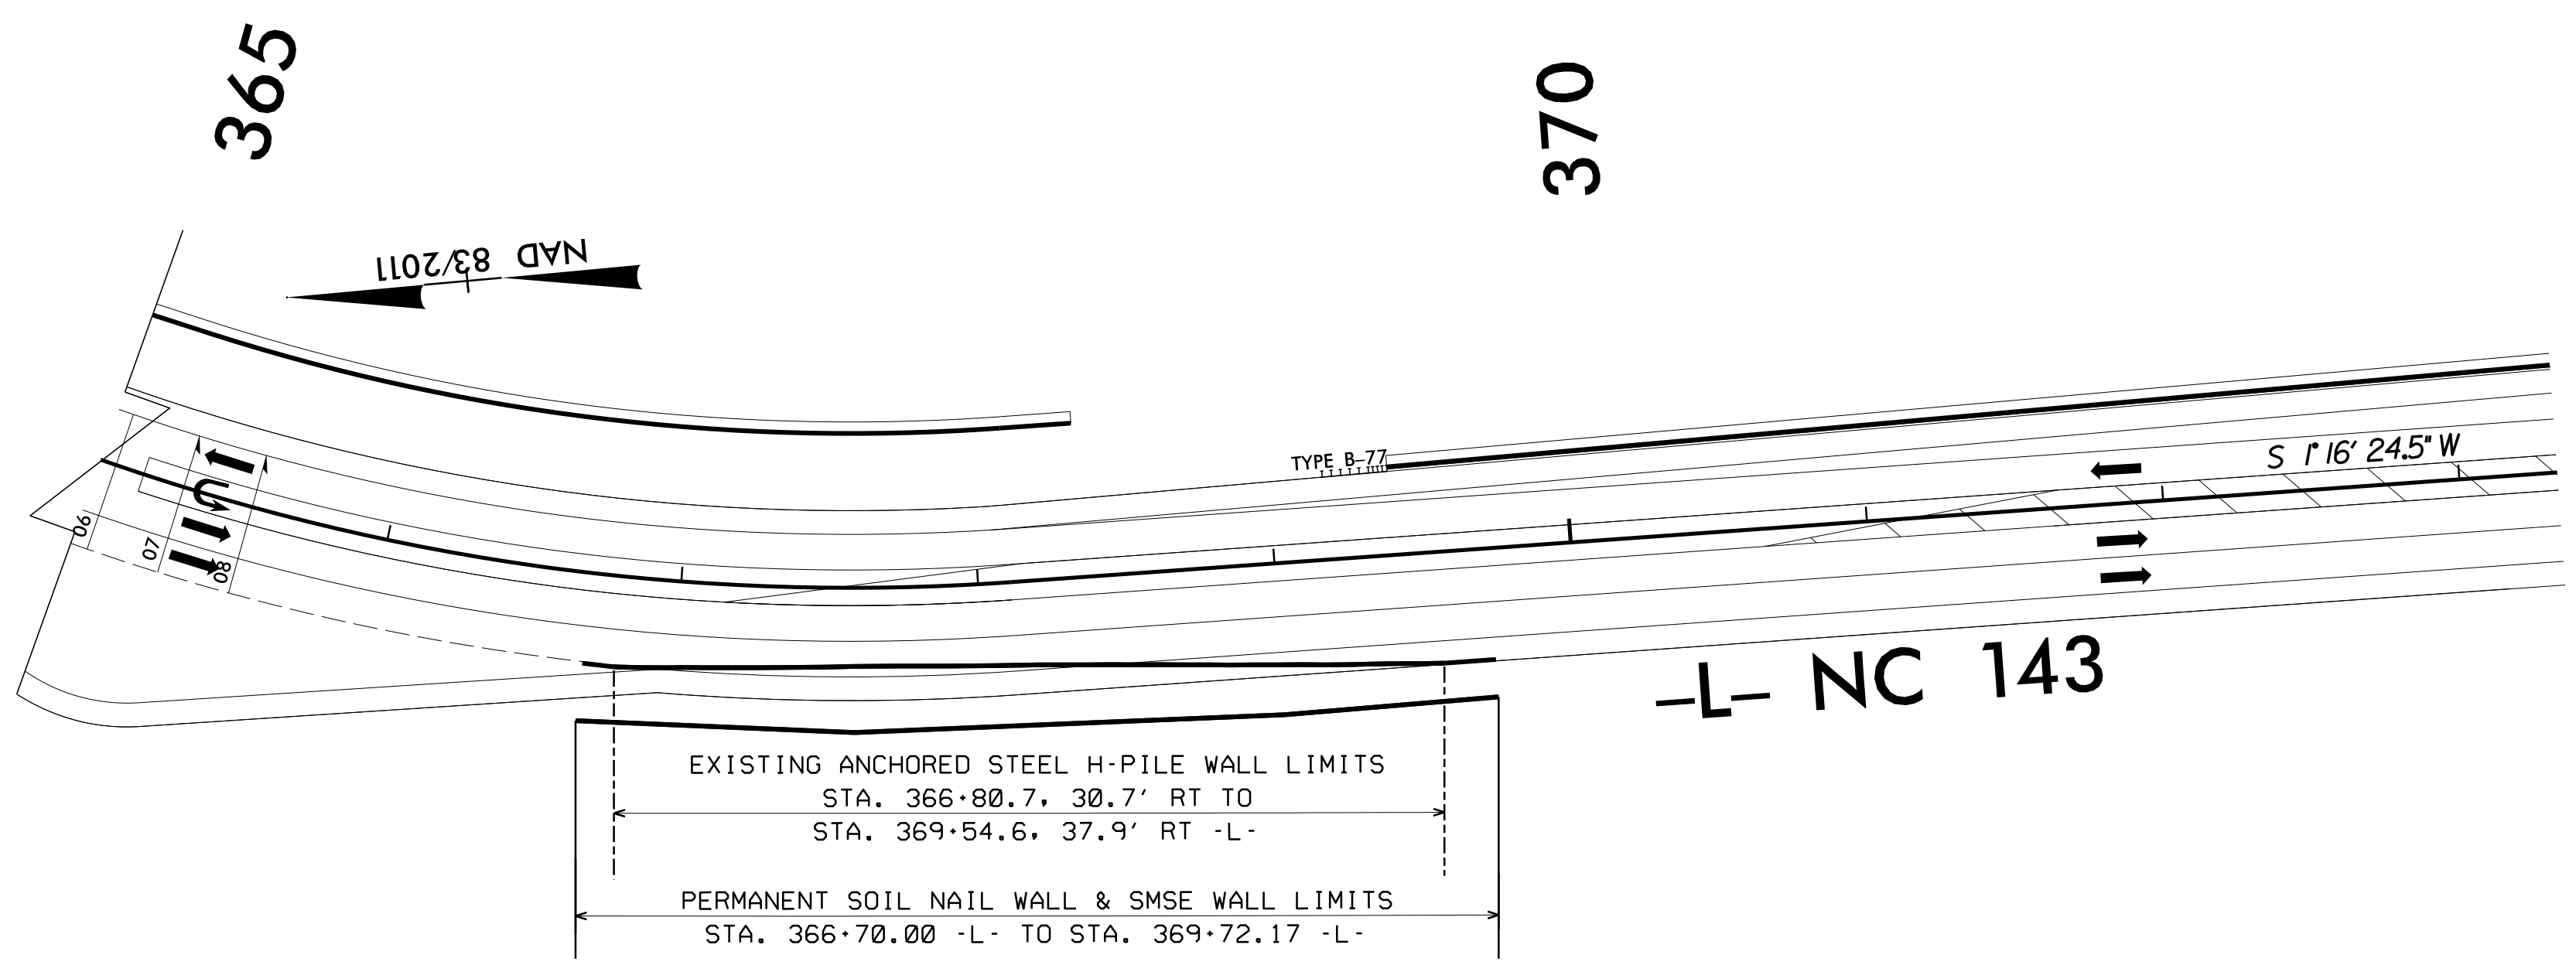 365
370
NAD 83/2011
TYPE B-77
S 1° 16' 24.5" W
06
07
08
-L- NC 143
EXISTING ANCHORED STEEL H-PILE WALL LIMITS
STA. 366+80.7, 30.7' RT TO
STA. 369+54.6, 37.9' RT -L-
PERMANENT SOIL NAIL WALL & SMSE WALL LIMITS
STA. 366+70.00 -L- TO STA. 369+72.17 -L-